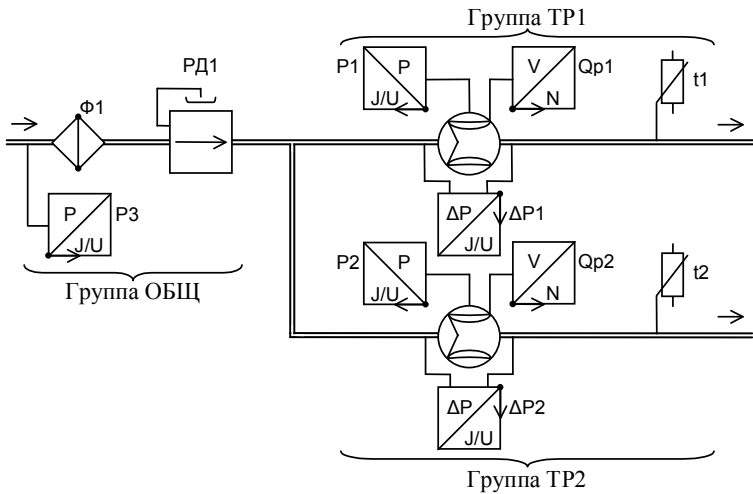 Группа ТР1
РД1
P1
P
J/U
V
N
Qp1
t1
Ф1
P
J/U
P3
ΔP
J/U
ΔP1
Группа ОБЩ
P2
P
J/U
V
N
Qp2
t2
ΔP
J/U
ΔP2
Группа ТР2